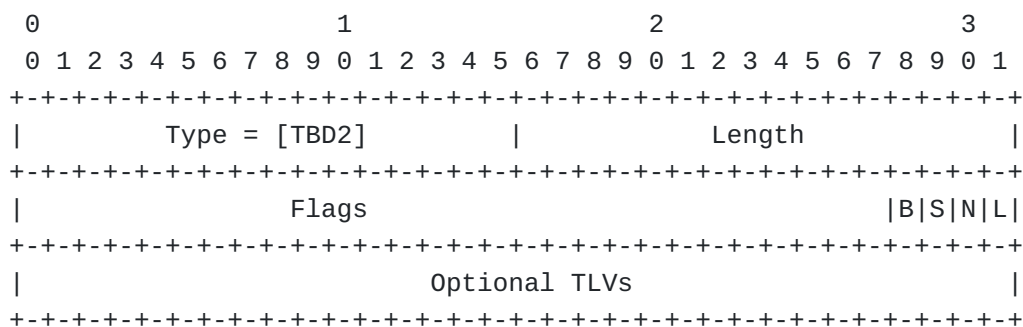 0                   1                   2                   3
 0 1 2 3 4 5 6 7 8 9 0 1 2 3 4 5 6 7 8 9 0 1 2 3 4 5 6 7 8 9 0 1
+-+-+-+-+-+-+-+-+-+-+-+-+-+-+-+-+-+-+-+-+-+-+-+-+-+-+-+-+-+-+-+-+
|         Type = [TBD2]         |            Length             |
+-+-+-+-+-+-+-+-+-+-+-+-+-+-+-+-+-+-+-+-+-+-+-+-+-+-+-+-+-+-+-+-+
|                 Flags                                 |B|S|N|L|
+-+-+-+-+-+-+-+-+-+-+-+-+-+-+-+-+-+-+-+-+-+-+-+-+-+-+-+-+-+-+-+-+
|                          Optional TLVs                        |
+-+-+-+-+-+-+-+-+-+-+-+-+-+-+-+-+-+-+-+-+-+-+-+-+-+-+-+-+-+-+-+-+